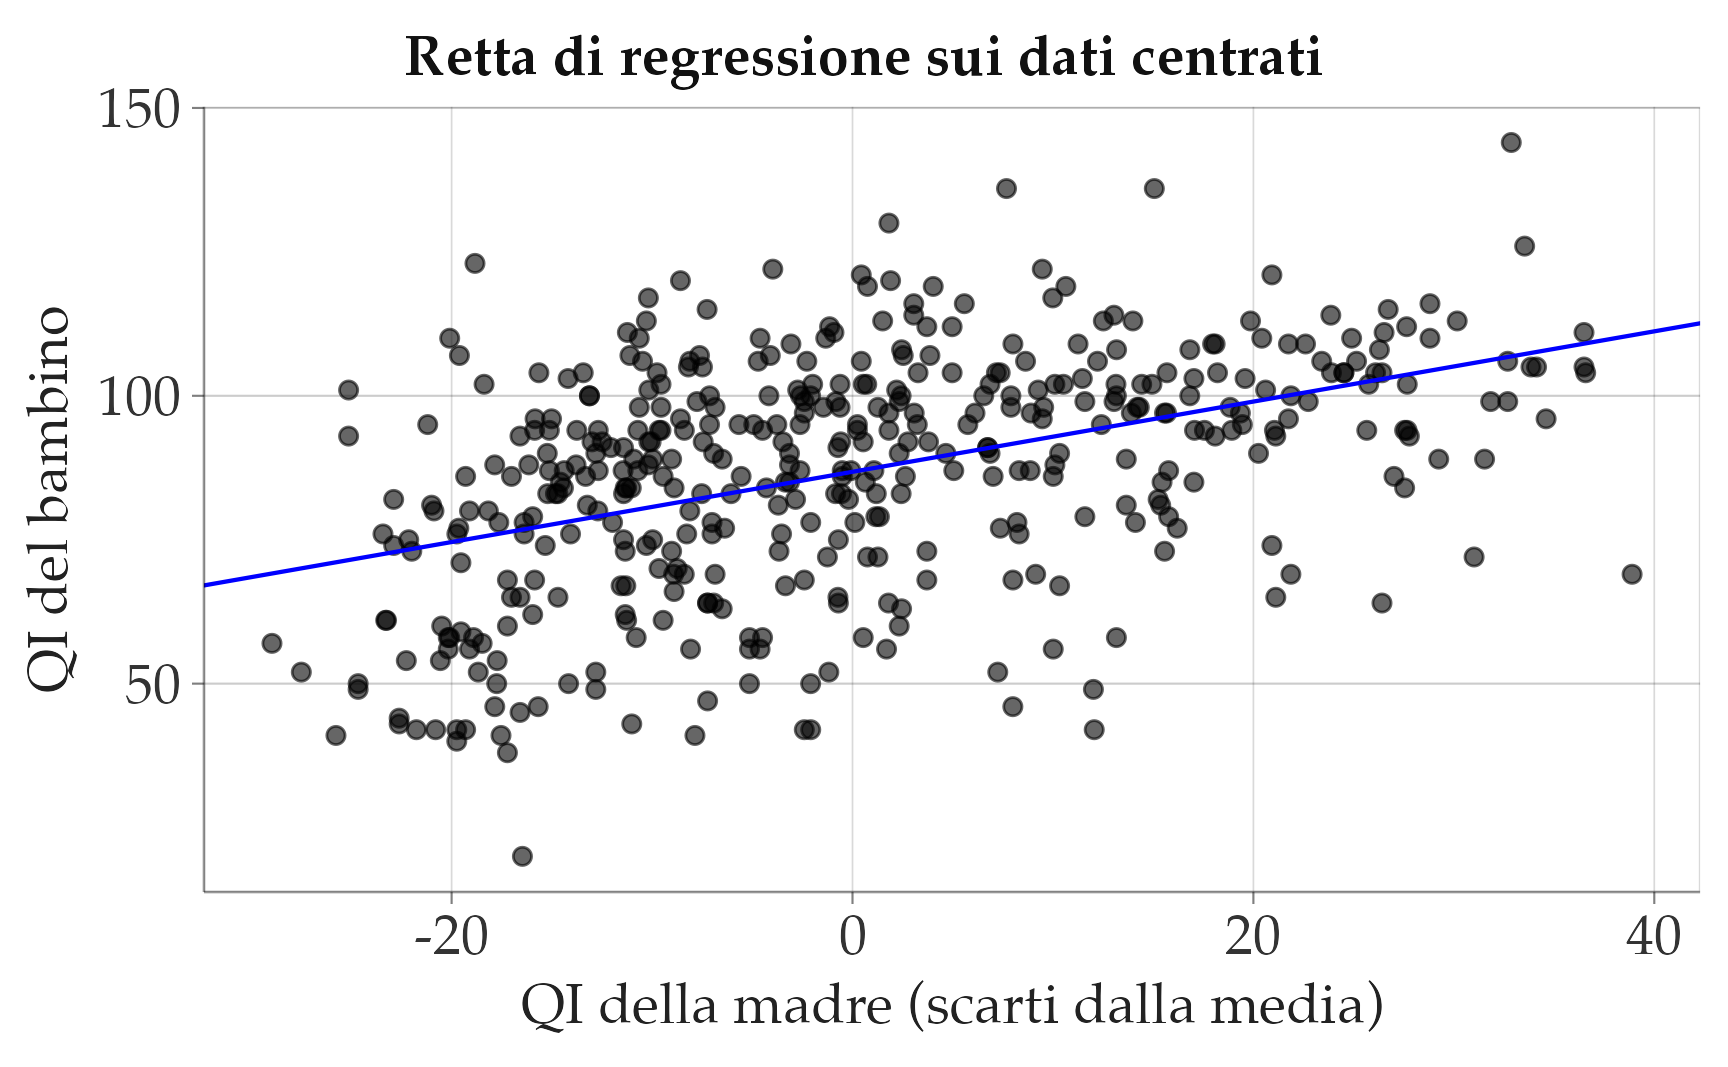 Retta di regressione sui dati centrati
150
100
50
QI del bambino
-20
0
20
40
QI della madre (scarti dalla media)